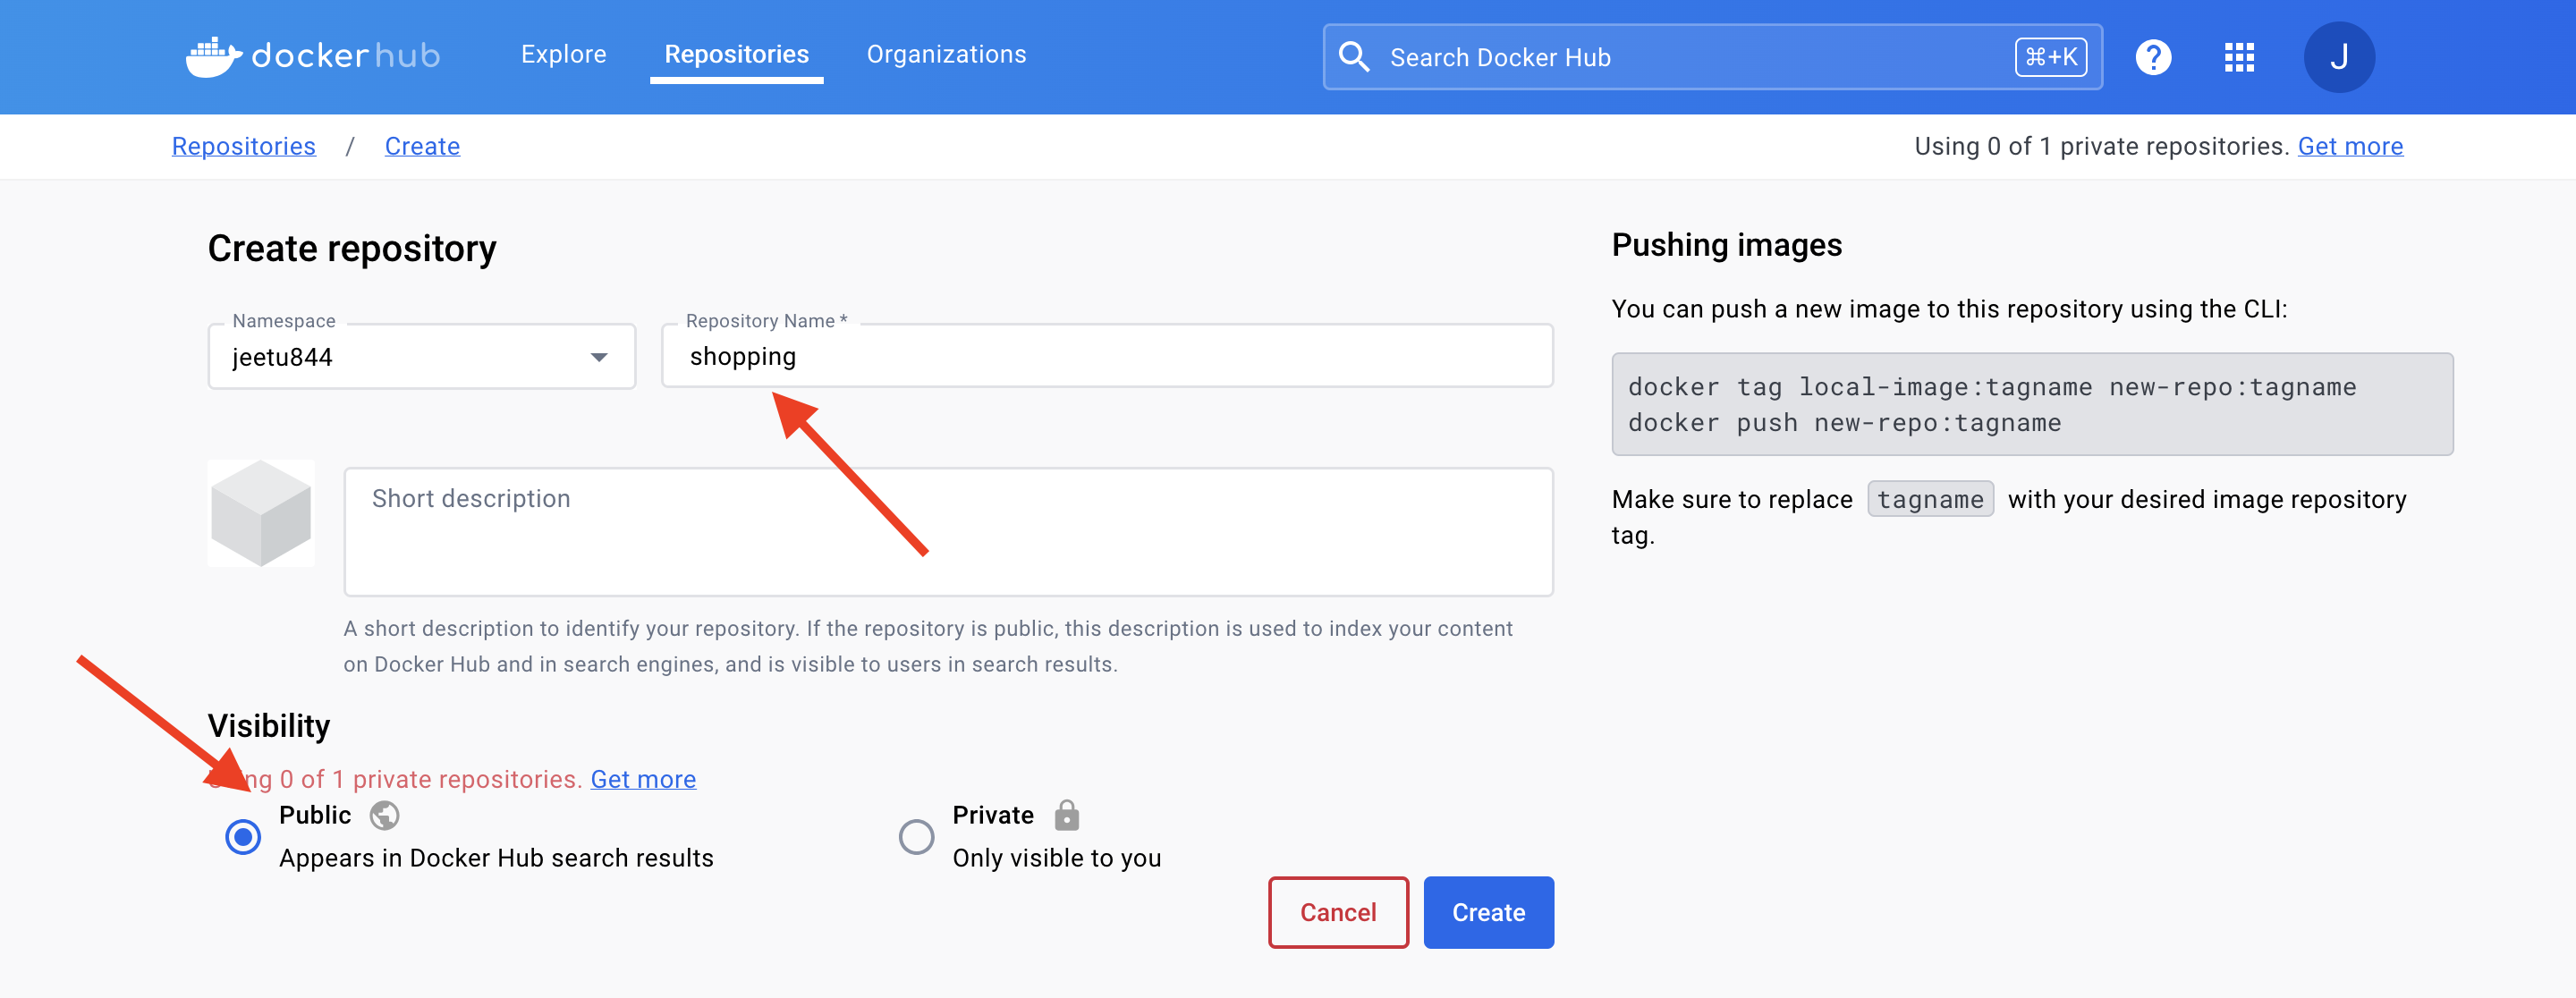 dockerhub
Explore
Repositories
Organizations
Search Docker Hub
⌘+K
?
J
Repositories / Create
Using 0 of 1 private repositories. Get more
Create repository
Namespace
jeetu844
Repository Name *
shopping
Short description
A short description to identify your repository. If the repository is public, this description is used to index your content
on Docker Hub and in search engines, and is visible to users in search results.
Visibility
0 of 1 private repositories. Get more
Public
Appears in Docker Hub search results
Private
Only visible to you
Cancel
Create
Pushing images
You can push a new image to this repository using the CLI:
docker tag local-image:tagname new-repo:tagname
docker push new-repo:tagname
Make sure to replace tagname with your desired image repository
tag.